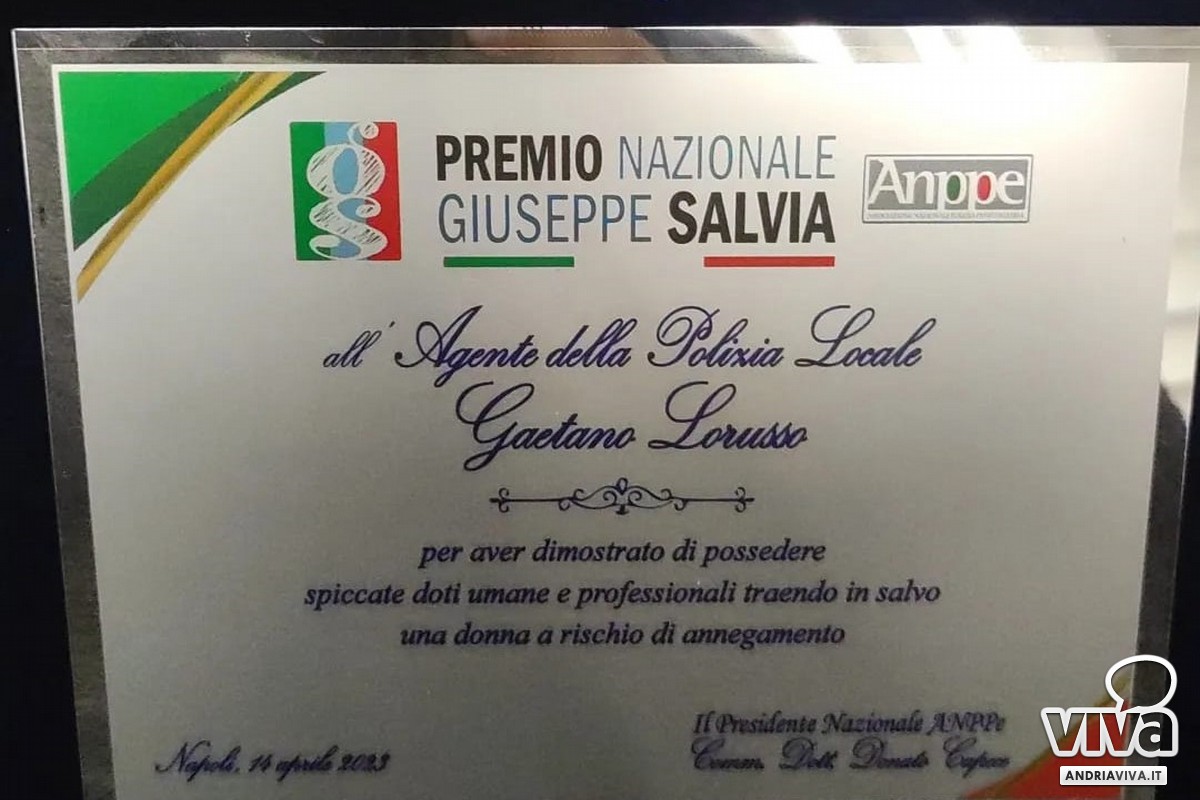 gs
PREMIO NAZIONALE
GIUSEPPE SALVIA
Anppe
all' Agente della Polizia Locale
Gaetano Lorusso
per aver dimostrato di possedere
spiccate doti umane e professionali traendo in salvo
una donna a rischio di annegamento
Napoli, 14 aprile 2023
Il Presidente Nazionale ANPPe
Comm. Dott. Donato Capece
viva
ANDRIAVIVA.IT